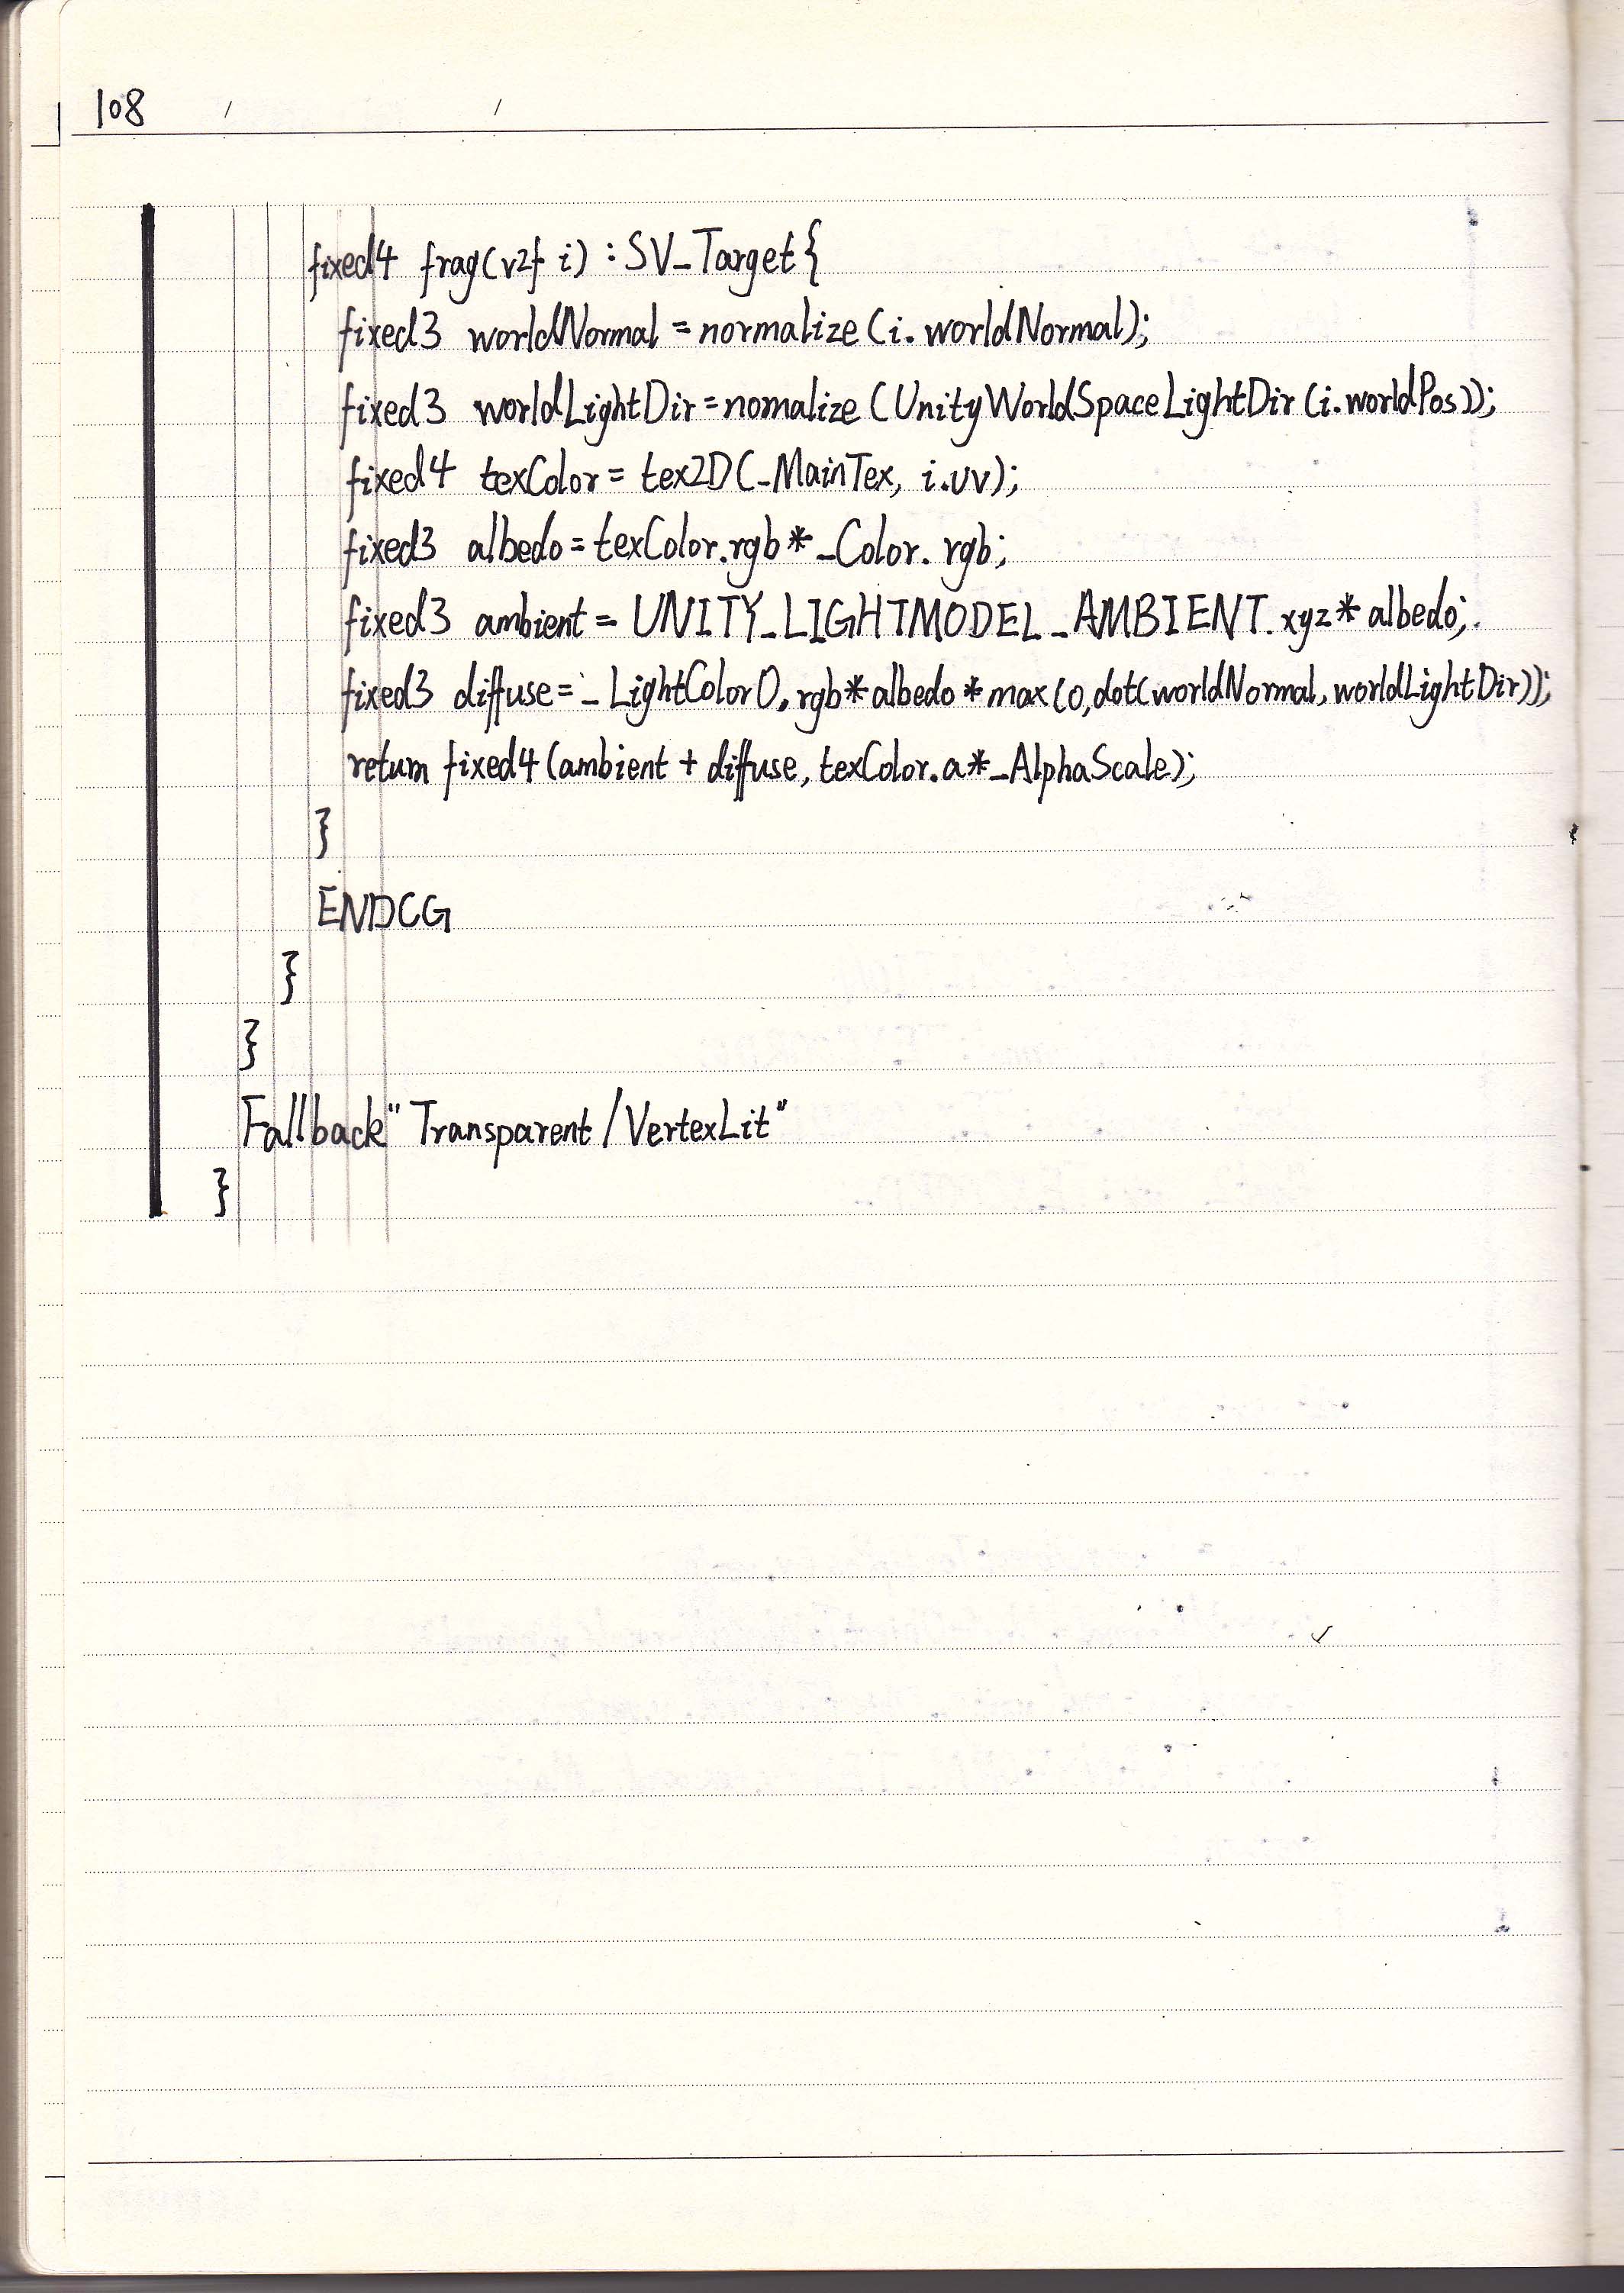 108
fixed4 frag(v2f i) : SV_Target{
fixed3 worldNormal = normalize(i.worldNormal);
fixed3 worldLightDir = nomalize(UnityWorldSpaceLightDir(i.worldPos));
fixed4 texColor = tex2D(_MainTex, i.uv);
fixed3 albedo = texColor.rgb * _Color.rgb;
fixed3 ambient = UNITY_LIGHTMODEL_AMBIENT.xyz * albedo;
fixed3 diffuse = _LightColor0.rgb * albedo * max(0, dot(worldNormal, worldLightDir));
return fixed4(ambient + diffuse, texColor.a * _AlphaScale);
}
ENDCG
}
}
Fallback "Transparent/VertexLit"
}